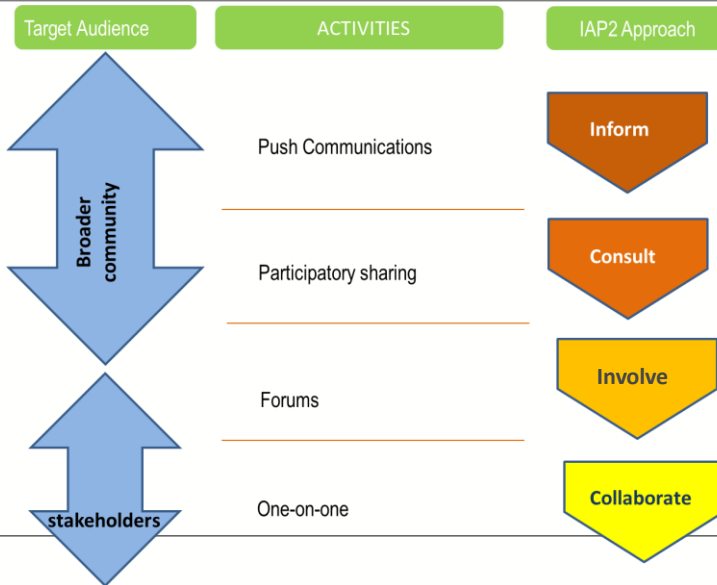 Target Audience
ACTIVITIES
IAP2 Approach
Broader
community
Push Communications
Inform
Participatory sharing
Consult
Forums
Involve
stakeholders
One-on-one
Collaborate